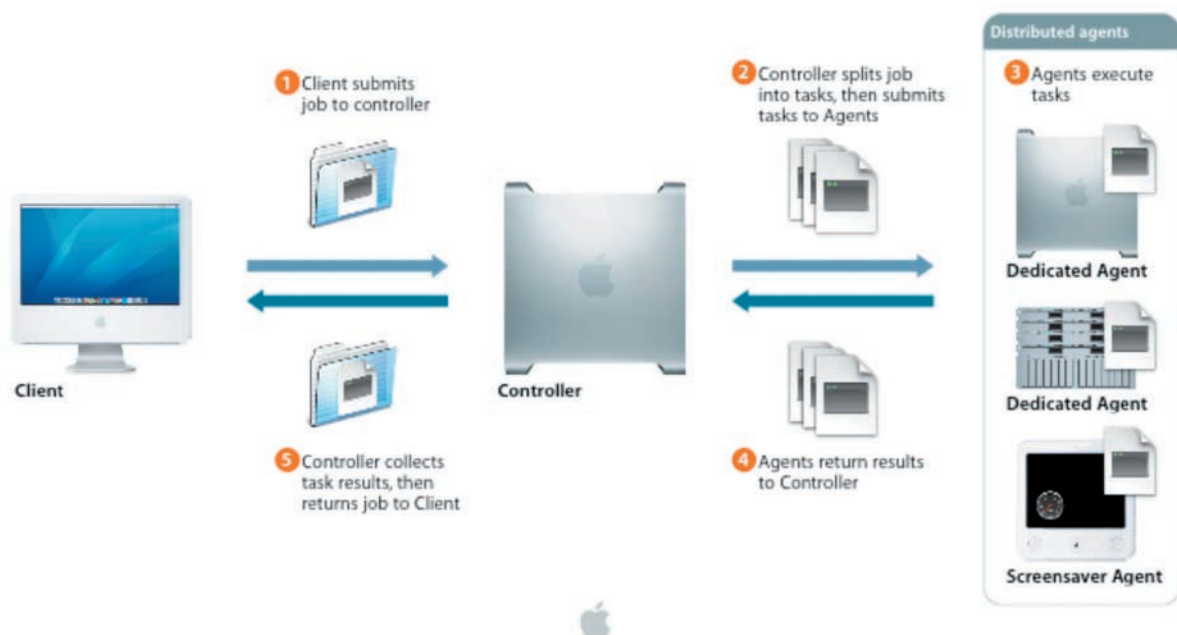 Distributed agents
1 Client submits
job to controller
2 Controller splits job
into tasks, then submits
tasks to Agents
3 Agents execute
tasks
Dedicated Agent
Client
Controller
Dedicated Agent
5 Controller collects
task results, then
returns job to Client
4 Agents return results
to Controller
Screensaver Agent